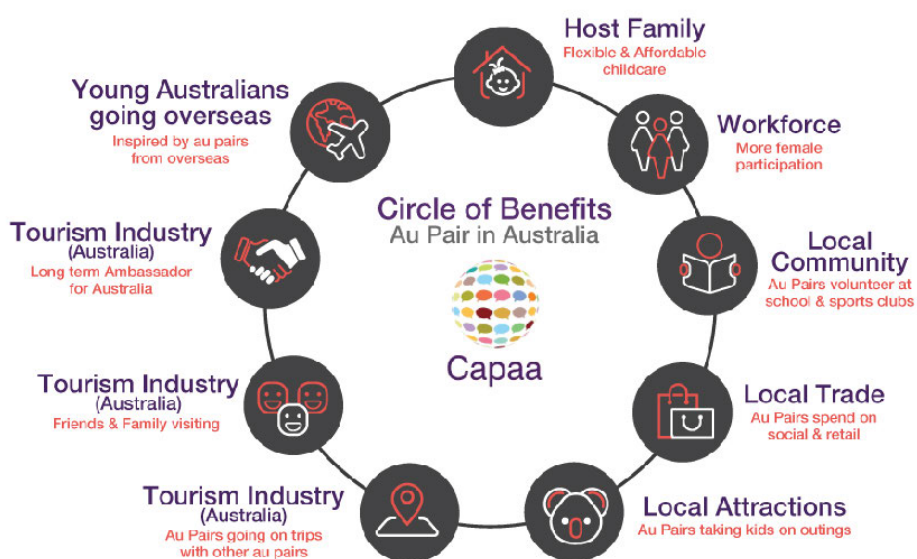 Host Family
Flexible & Affordable
childcare
Workforce
More female
participation
Local
Community
Au Pairs volunteer at
school & sports clubs
Local Trade
Au Pairs spend on
social & retail
Local Attractions
Au Pairs taking kids on outings
Tourism Industry
(Australia)
Au Pairs going on trips
with other au pairs
Tourism Industry
(Australia)
Friends & Family visiting
Tourism Industry
(Australia)
Long term Ambassador
for Australia
Young Australians
going overseas
Inspired by au pairs
from overseas
Circle of Benefits
Au Pair in Australia
Capaa